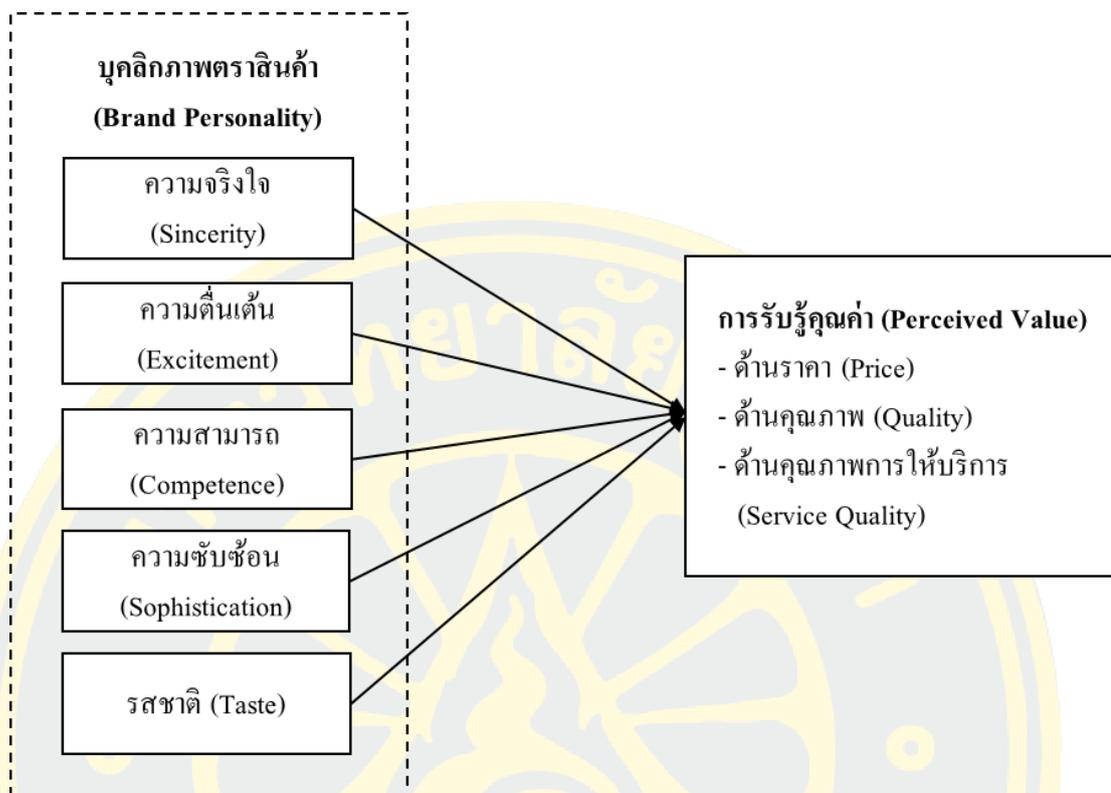 บุคลิกภาพตราสินค้า
(Brand Personality)
ความจริงใจ
(Sincerity)
ความตื่นเต้น
(Excitement)
ความสามารถ
(Competence)
ความซับซ้อน
(Sophistication)
รสชาติ (Taste)
การรับรู้คุณค่า (Perceived Value)
- ด้านราคา (Price)
- ด้านคุณภาพ (Quality)
- ด้านคุณภาพการให้บริการ
(Service Quality)